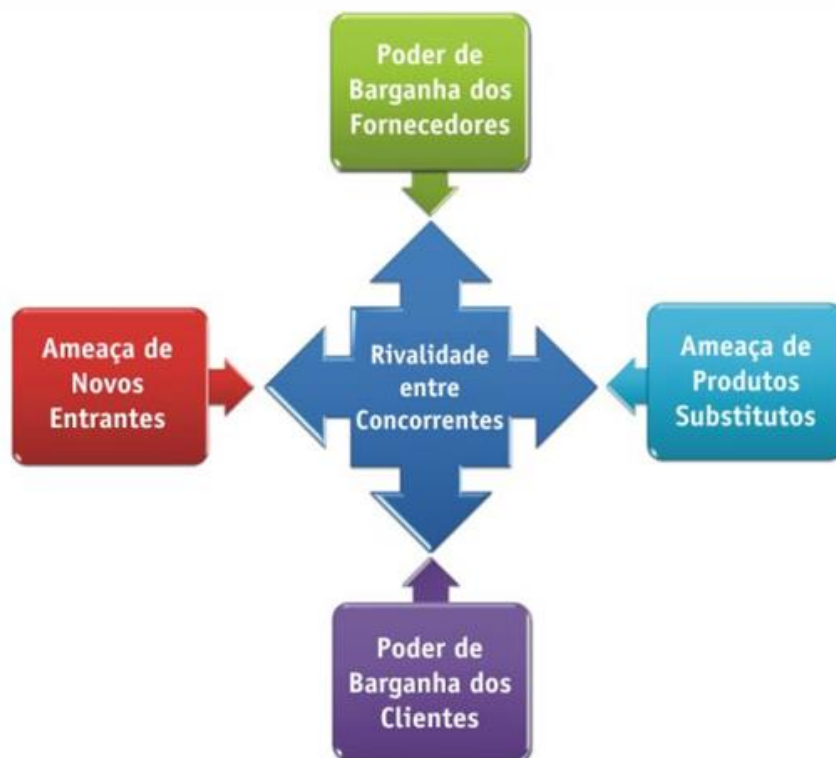 Poder de
Barganha dos
Fornecedores
Ameaça de
Novos
Entrantes
Rivalidade
entre
Concorrentes
Ameaça de
Produtos
Substitutos
Poder de
Barganha dos
Clientes